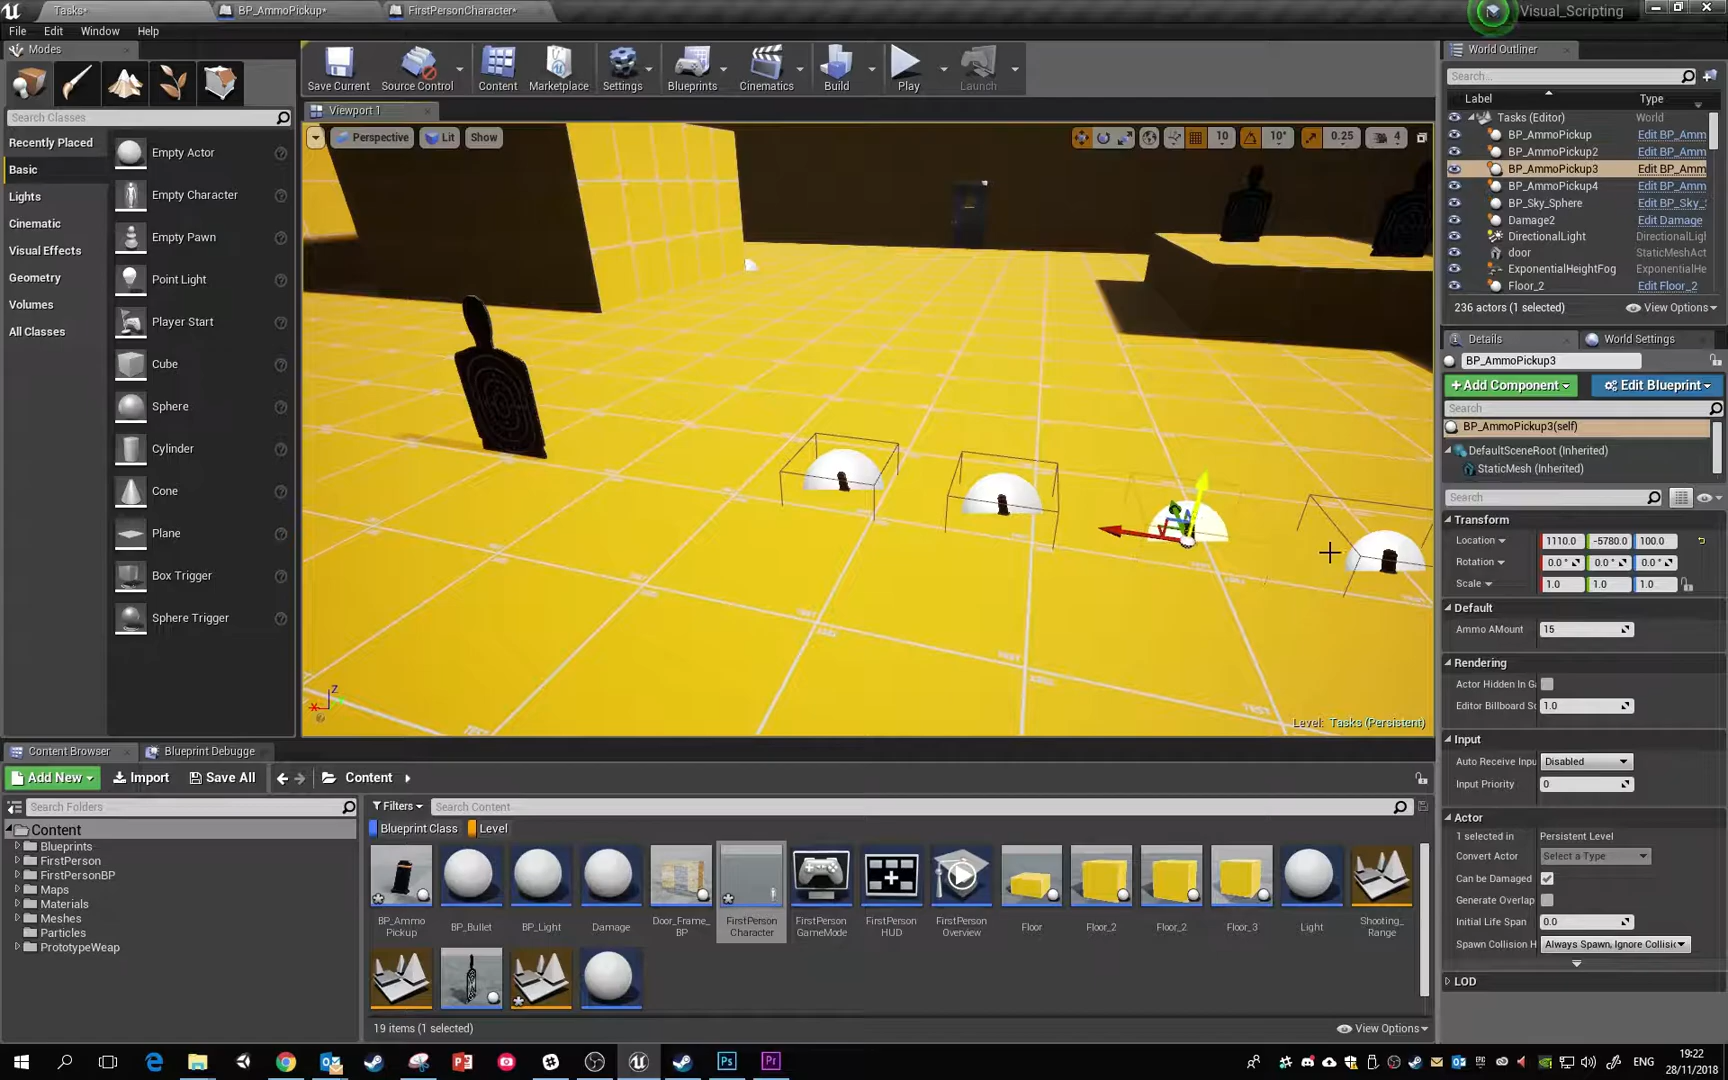 Tasks*
BP_AmmoPickup*
FirstPersonCharacter*
Visual_Scripting
File Edit Window Help
Modes
Save Current
Source Control
Content
Marketplace
Settings
Blueprints
Cinematics
Build
Play
Launch
Search Classes
Recently Placed
Basic
Lights
Cinematic
Visual Effects
Geometry
Volumes
All Classes
Empty Actor
Empty Character
Empty Pawn
Point Light
Player Start
Cube
Sphere
Cylinder
Cone
Plane
Box Trigger
Sphere Trigger
Viewport 1
Perspective
Lit
Show
10
10°
0.25
4
Z
Level: Tasks (Persistent)
World Outliner
Search...
Label Type
Tasks (Editor) World
BP_AmmoPickup Edit BP_Amm
BP_AmmoPickup2 Edit BP_Amm
BP_AmmoPickup3 Edit BP_Amm
BP_AmmoPickup4 Edit BP_Amm
BP_Sky_Sphere Edit BP_Sky_S
Damage2 Edit Damage
DirectionalLight DirectionalLigh
door StaticMeshAct
ExponentialHeightFog ExponentialHe
Floor_2 Edit Floor_2
236 actors (1 selected) View Options
Details
World Settings
BP_AmmoPickup3
+Add Component
Edit Blueprint
Search
BP_AmmoPickup3(self)
DefaultSceneRoot (Inherited)
StaticMesh (Inherited)
Search
Transform
Location 1110.0 -5780.0 100.0
Rotation 0.0° 0.0° 0.0°
Scale 1.0 1.0 1.0
Default
Ammo AMount 15
Rendering
Actor Hidden In Ga
Editor Billboard Sc 1.0
Input
Auto Receive Inpu Disabled
Input Priority 0
Actor
1 selected in Persistent Level
Convert Actor Select a Type
Can be Damaged
Generate Overlap
Initial Life Span 0.0
Spawn Collision H Always Spawn, Ignore Collisic
LOD
Content Browser
Blueprint Debugge
Add New
Import
Save All
Content
Search Folders
Filters
Search Content
Content
Blueprints
FirstPerson
FirstPersonBP
Maps
Materials
Meshes
Particles
PrototypeWeap
Blueprint Class
Level
BP_Ammo Pickup
BP_Bullet
BP_Light
Damage
Door_Frame_ BP
FirstPerson Character
FirstPerson GameMode
FirstPerson HUD
FirstPerson Overview
Floor
Floor_2
Floor_2
Floor_3
Light
Shooting_ Range
19 items (1 selected)
View Options
ENG
19:22
28/11/2018